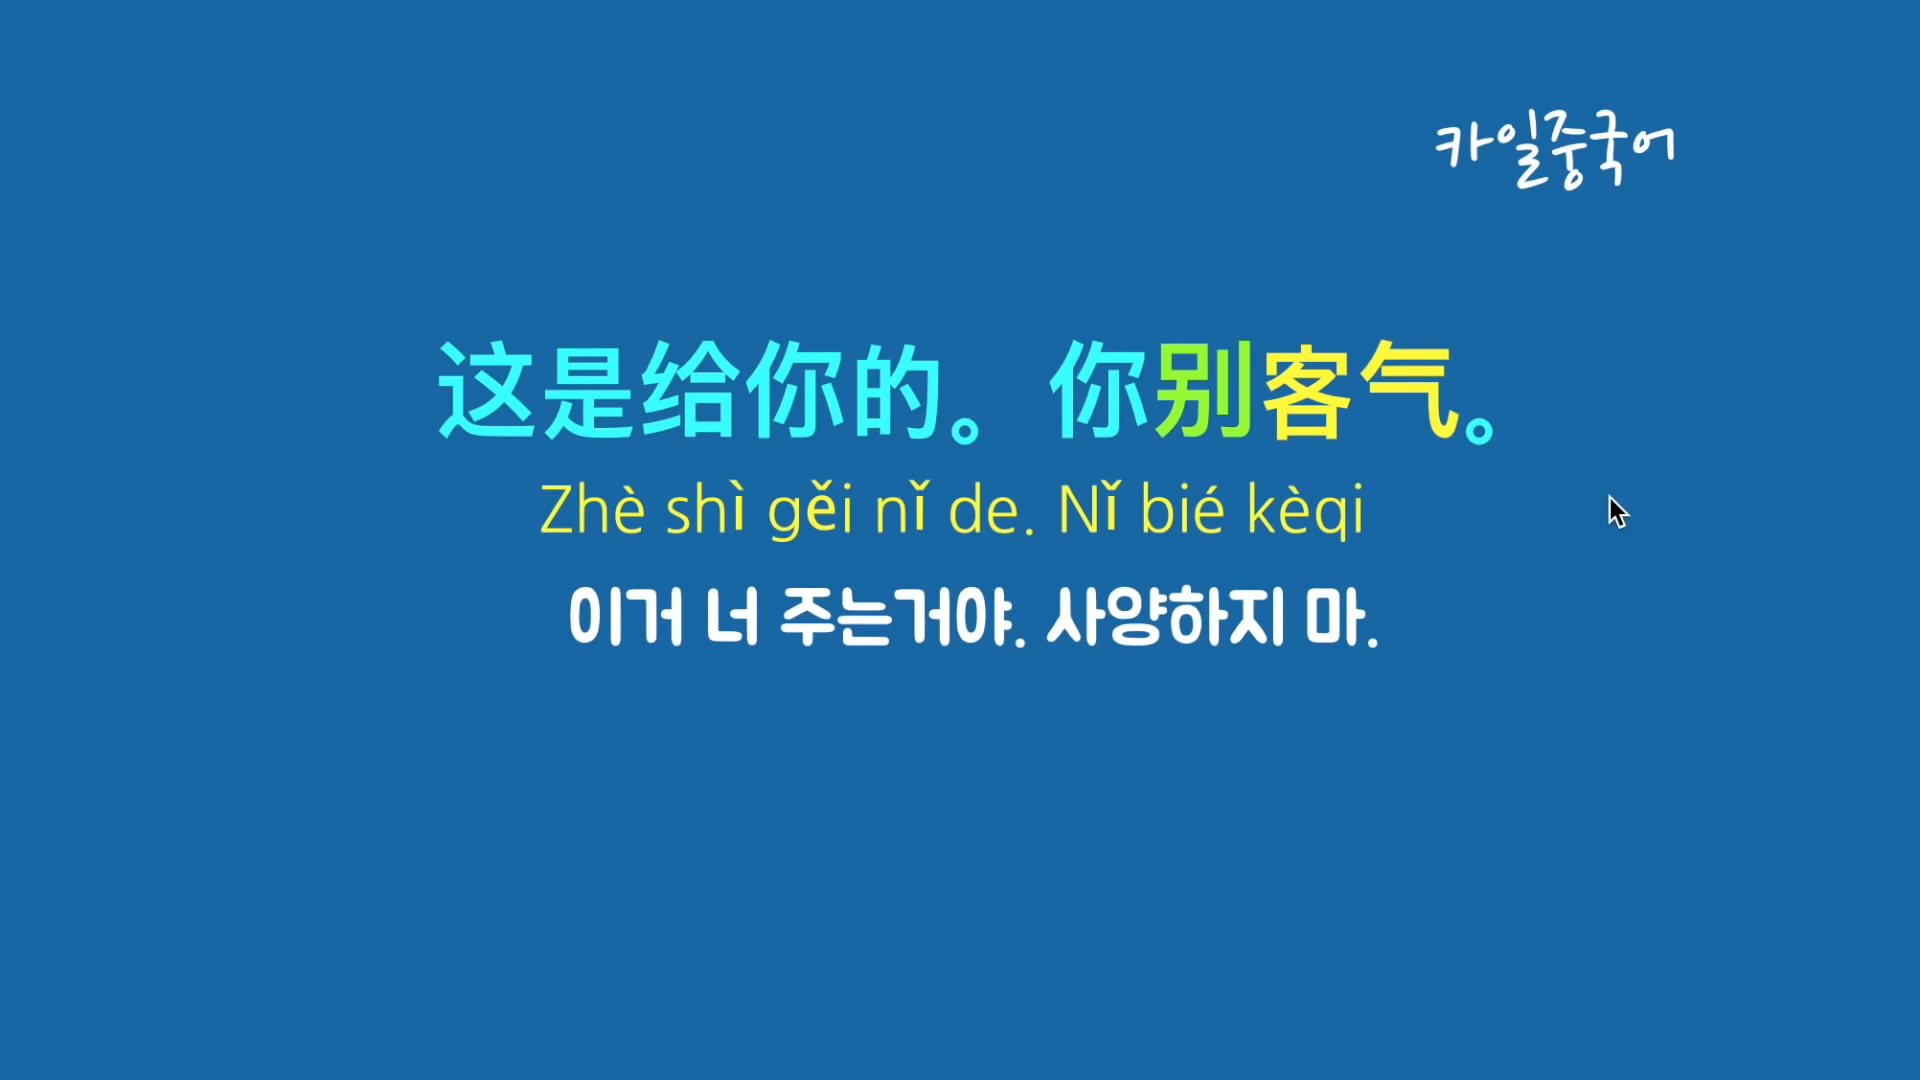 카일중국어
这是给你的。你别客气。
Zhè shì gěi nǐ de. Nǐ bié kèqi
이거 너 주는거야. 사양하지 마.